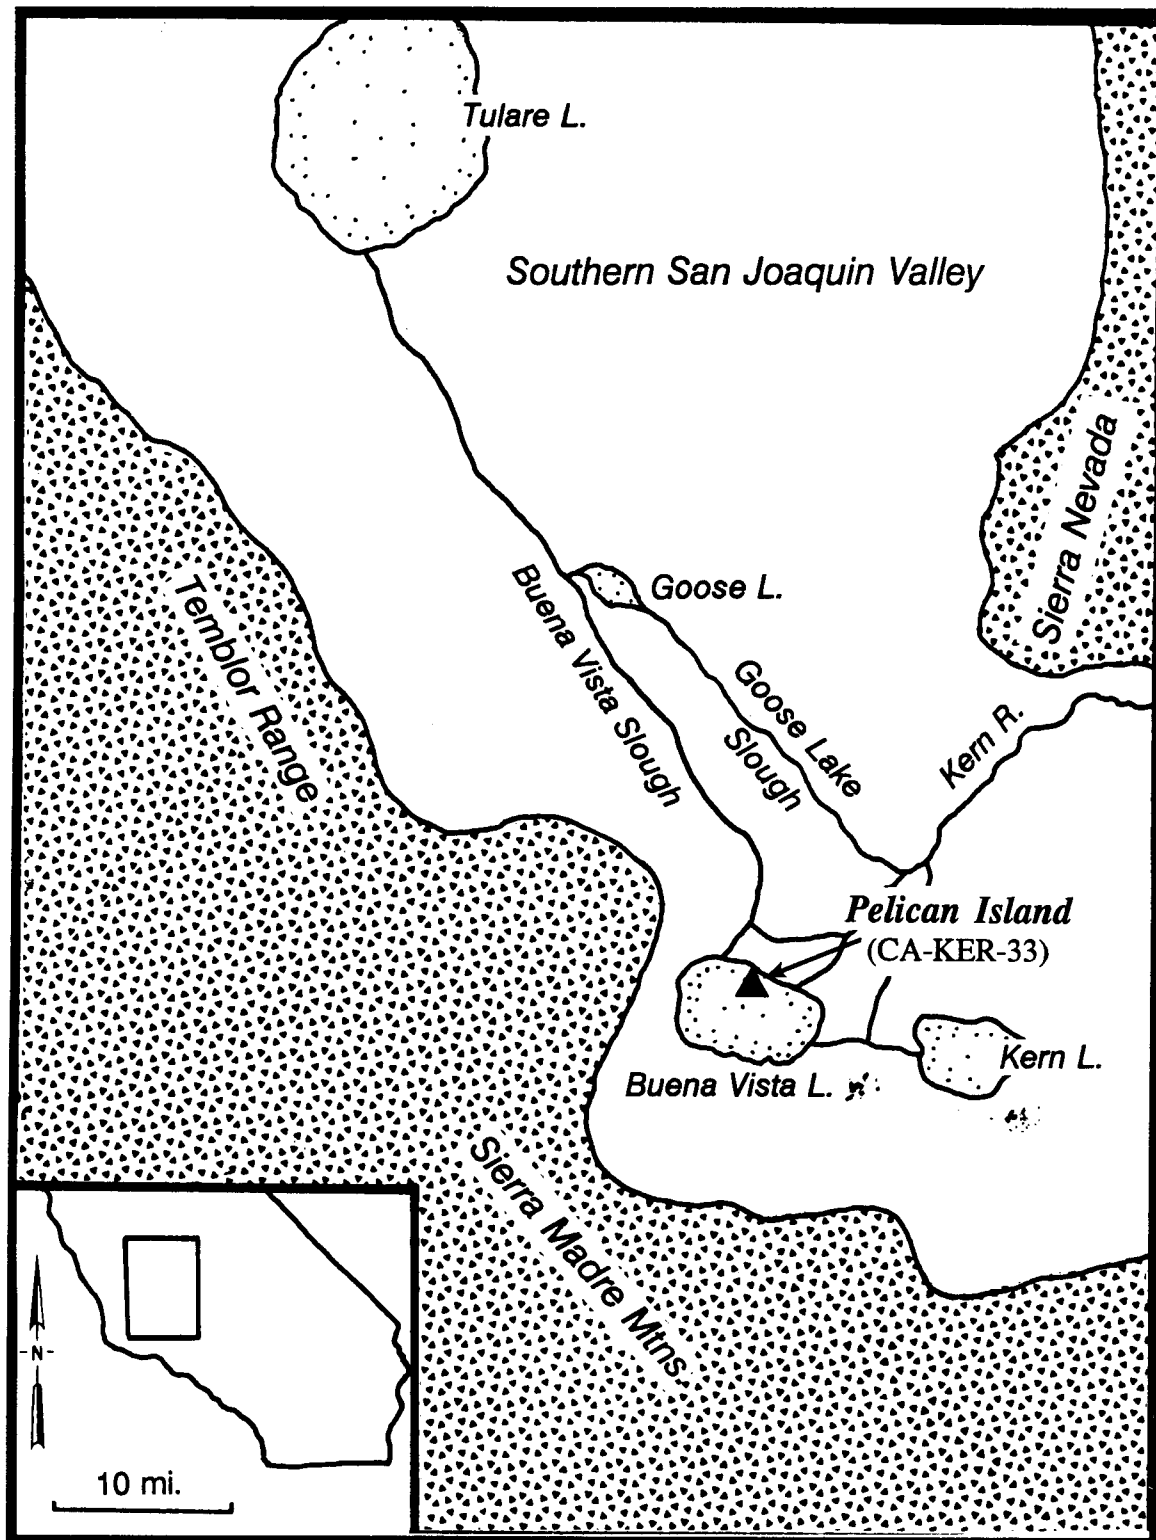 Tulare L.
Southern San Joaquin Valley
Sierra Nevada
Goose L.
Buena Vista Slough
Temblor Range
Goose Lake
Slough
Kern R.
Pelican Island
(CA-KER-33)
Kern L.
Buena Vista L.
Sierra Madre Mtns.
-N-
10 mi.